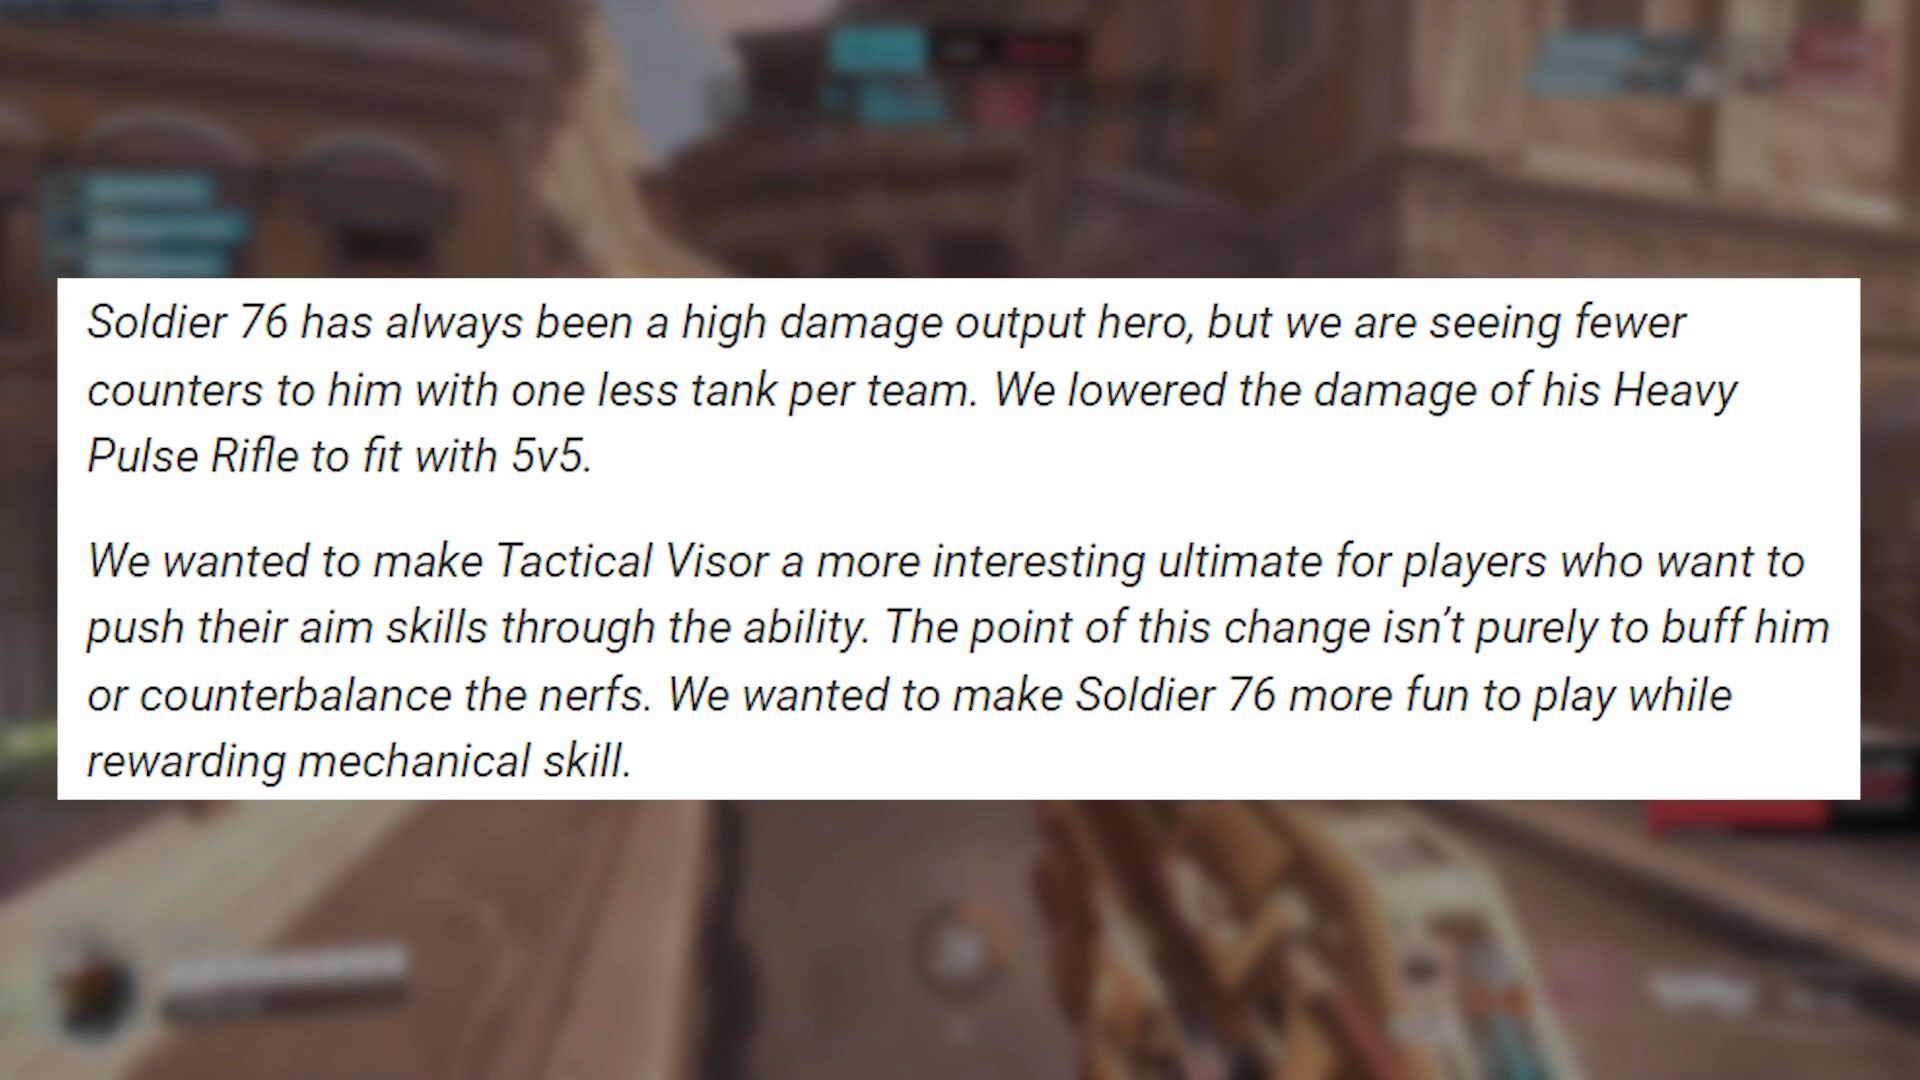 Soldier 76 has always been a high damage output hero, but we are seeing fewer
counters to him with one less tank per team. We lowered the damage of his Heavy
Pulse Rifle to fit with 5v5.
We wanted to make Tactical Visor a more interesting ultimate for players who want to
push their aim skills through the ability. The point of this change isn’t purely to buff him
or counterbalance the nerfs. We wanted to make Soldier 76 more fun to play while
rewarding mechanical skill.